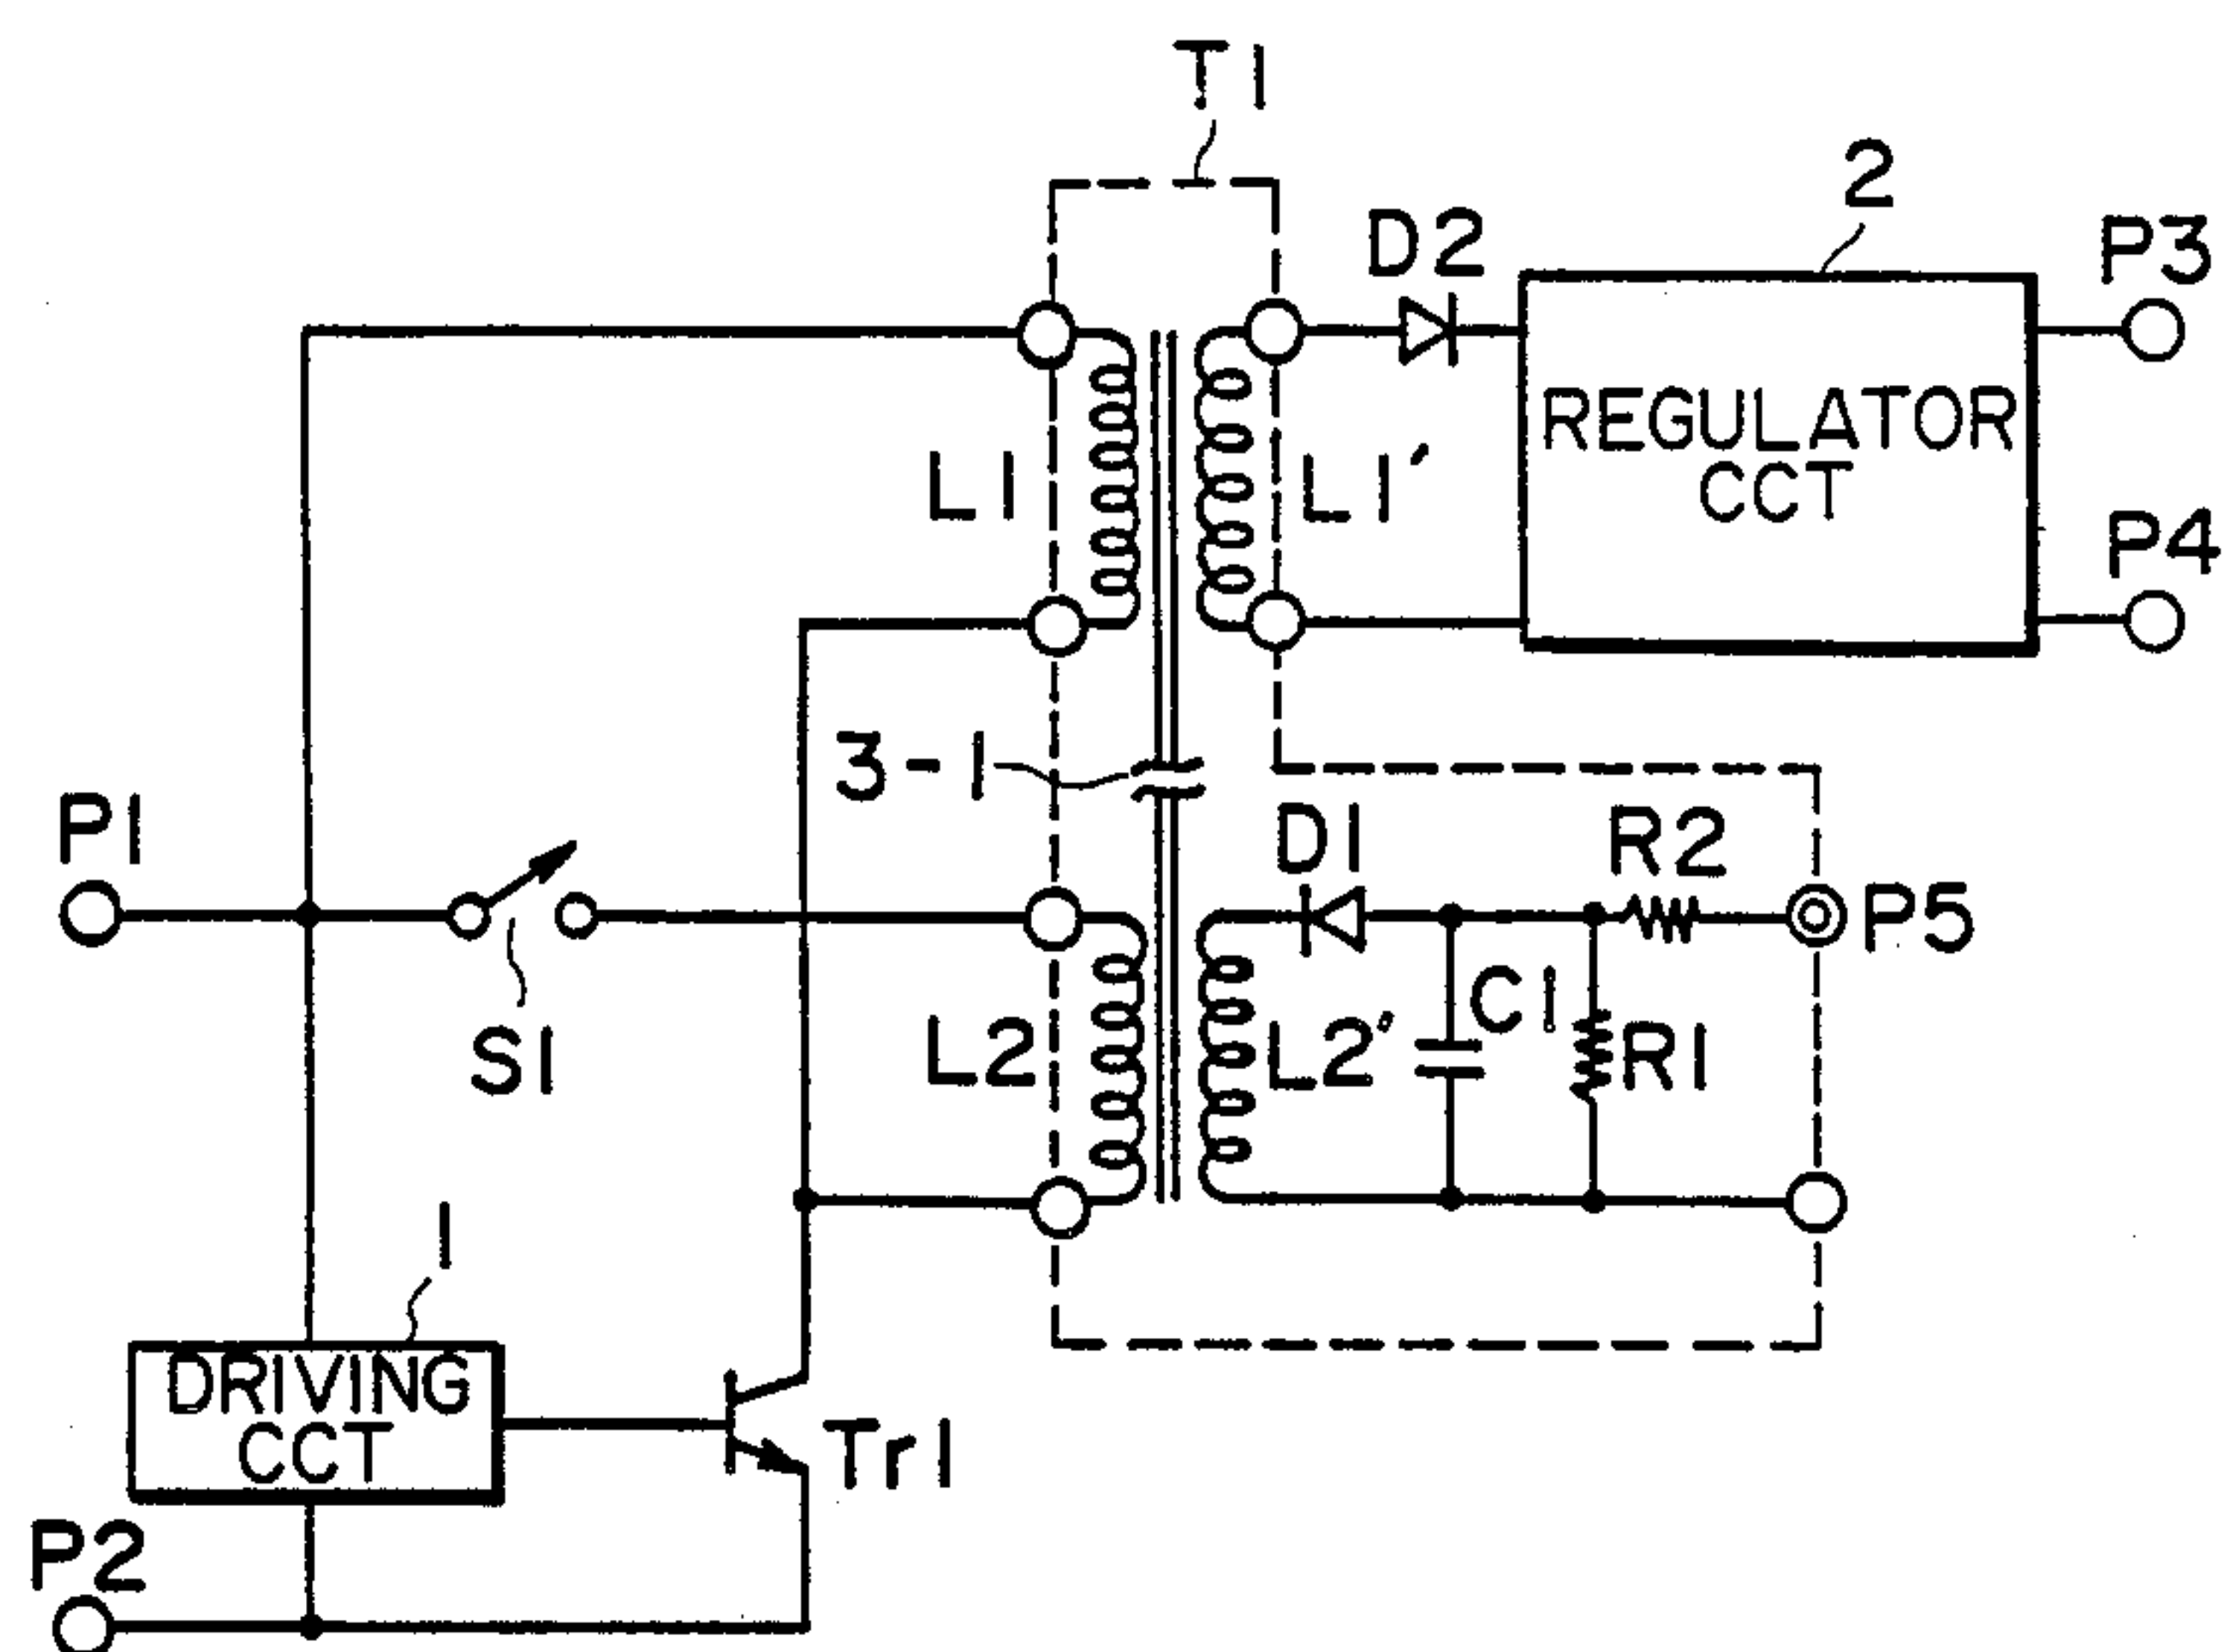 T1
2
D2
P3
REGULATOR
CCT
L1
L1'
P4
3-1
P1
D1
R2
P5
S1
L2
L2'
C1
R1
1
DRIVING
CCT
Tr1
P2